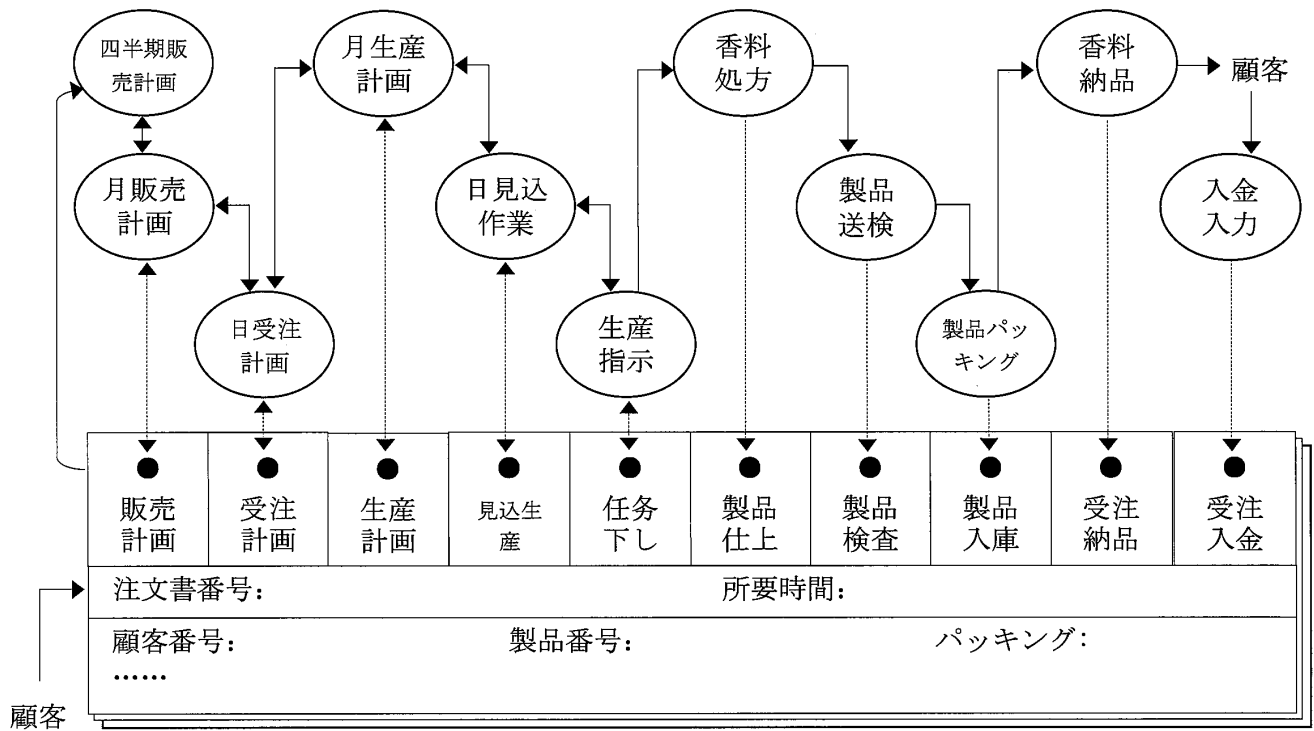 四半期販
売計画
月生産
計画
香料
処方
香料
納品
顧客
月販売
計画
日見込
作業
製品
送検
入金
入力
日受注
計画
生産
指示
製品パッ
キング
販売
計画
受注
計画
生産
計画
見込生
産
任务
下し
製品
仕上
製品
検査
製品
入庫
受注
納品
受注
入金
注文書番号： 所要時間：
顧客番号： 製品番号： パッキング：
……
顧客